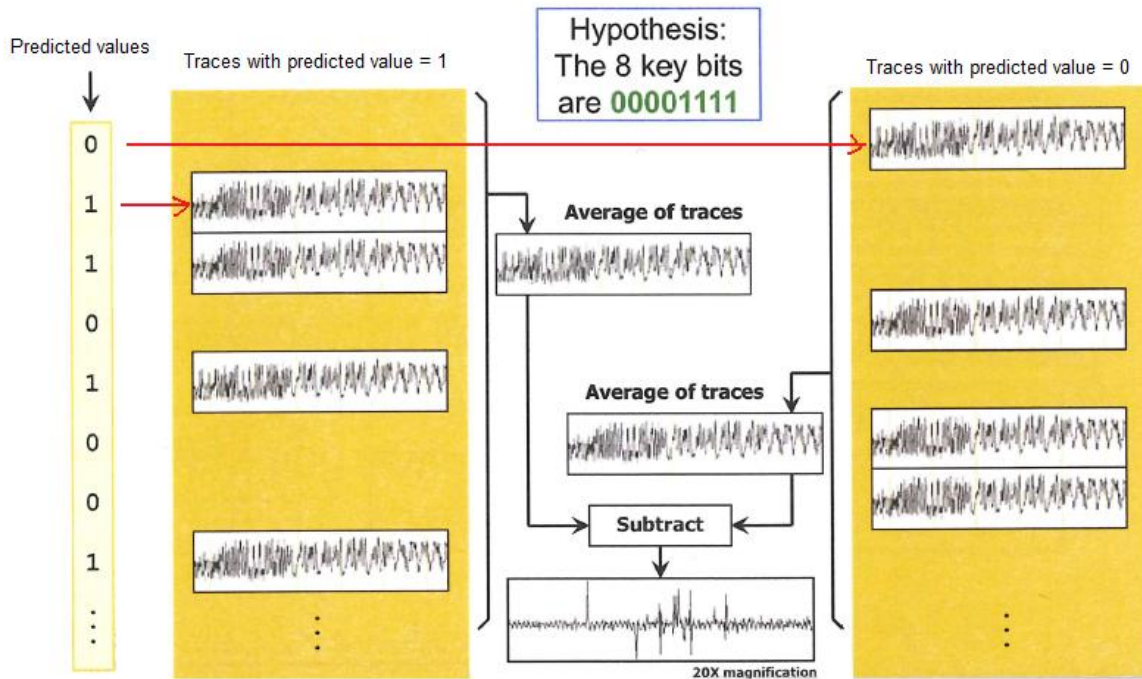 Predicted values
Traces with predicted value = 1
Hypothesis:
The 8 key bits
are 00001111
Traces with predicted value = 0
0
1
1
0
1
0
0
1
Average of traces
Average of traces
Subtract
20X magnification